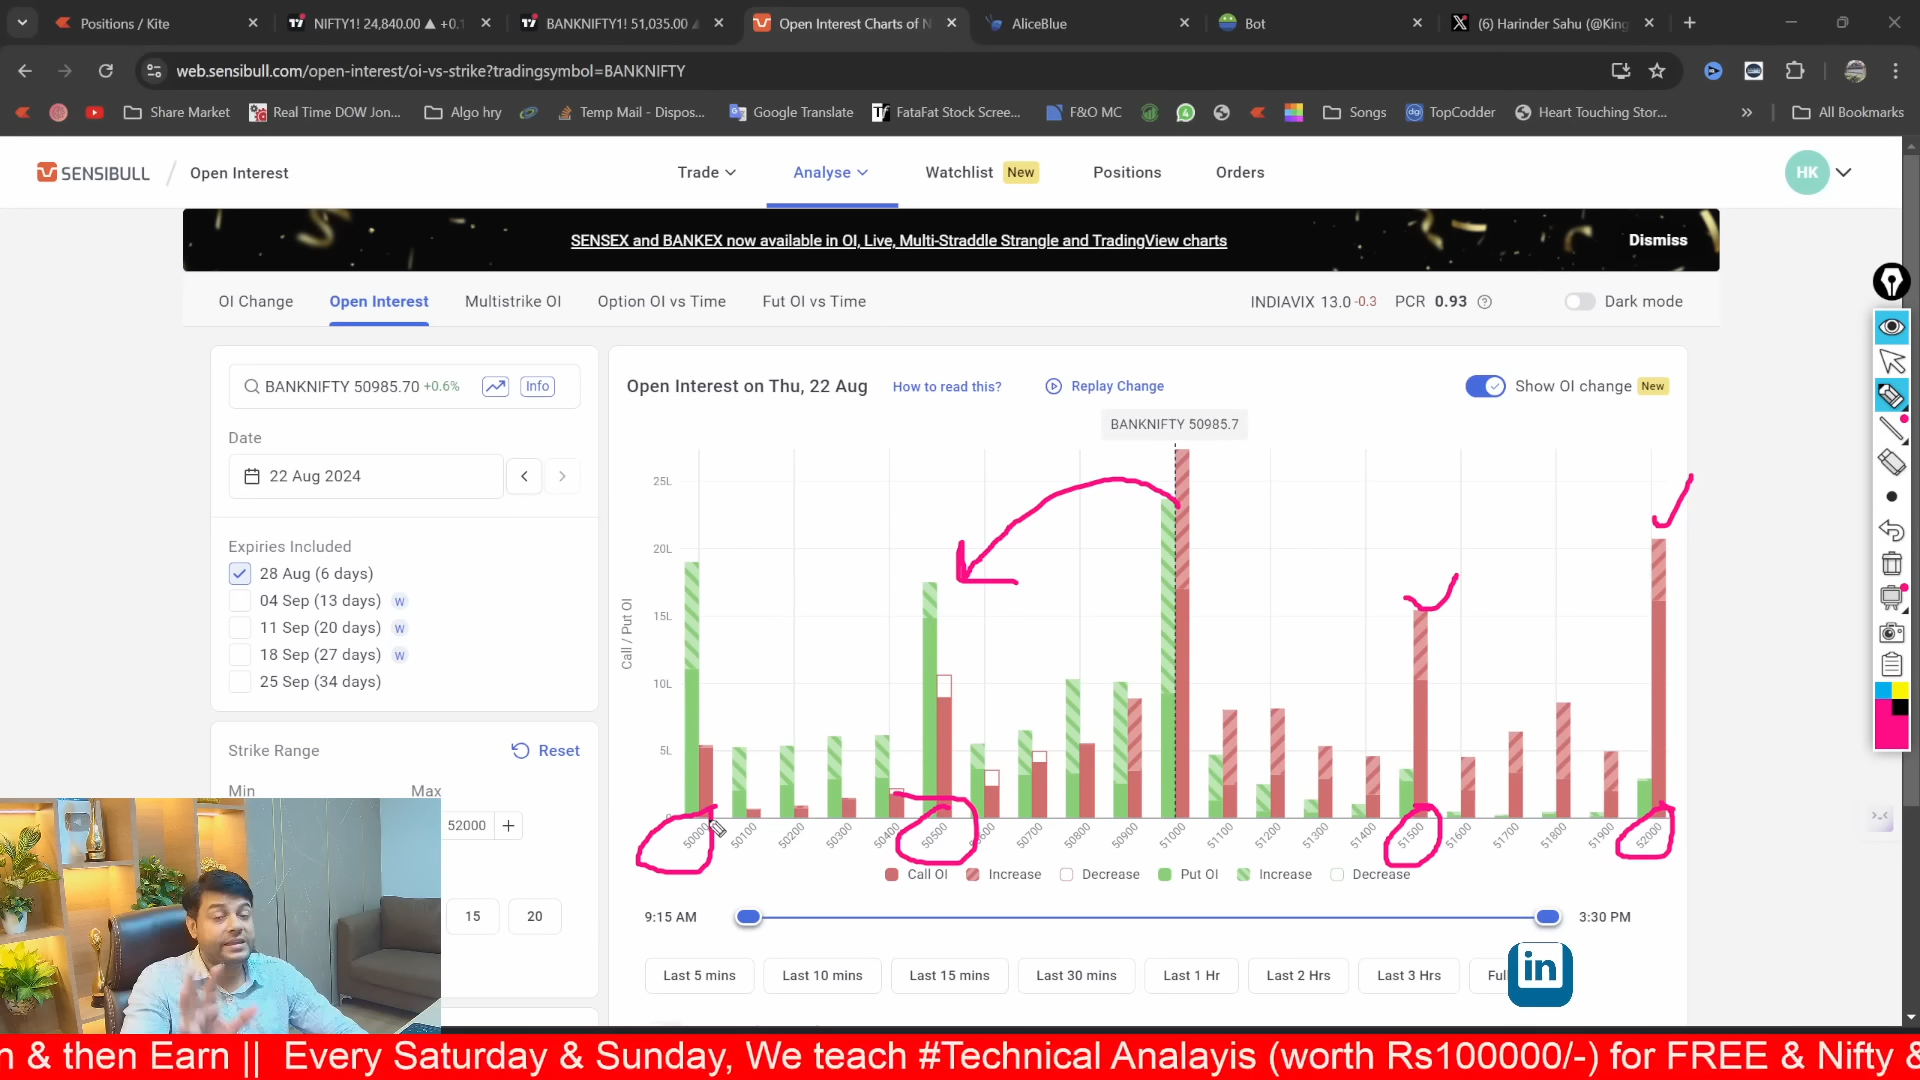 Positions / Kite
NIFTY1! 24,840.00 ▲ +0.1
BANKNIFTY1! 51,035.00
Open Interest Charts of N
AliceBlue
Bot
(6) Harinder Sahu (@King
web.sensibull.com/open-interest/oi-vs-strike?tradingsymbol=BANKNIFTY
Share Market
Real Time DOW Jon...
Algo hry
Temp Mail - Dispos...
Google Translate
FataFat Stock Scree...
F&O MC
Songs
TopCodder
Heart Touching Stor...
»
All Bookmarks
SENSIBULL / Open Interest
Trade
Analyse
Watchlist New
Positions
Orders
HK
SENSEX and BANKEX now available in OI, Live, Multi-Straddle Strangle and TradingView charts
Dismiss
OI Change
Open Interest
Multistrike OI
Option OI vs Time
Fut OI vs Time
INDIAVIX 13.0 -0.3
PCR 0.93
Dark mode
BANKNIFTY 50985.70 +0.6%
Info
Date
22 Aug 2024
Expiries Included
28 Aug (6 days)
04 Sep (13 days) W
11 Sep (20 days) W
18 Sep (27 days) W
25 Sep (34 days)
Strike Range
Reset
Min
Max
52000 +
15
20
Open Interest on Thu, 22 Aug
How to read this?
Replay Change
Show OI change New
BANKNIFTY 50985.7
Call / Put OI
25L
20L
15L
10L
5L
50000 50100 50200 50300 50400 50500 50600 50700 50800 50900 51000 51100 51200 51300 51400 51500 51600 51700 51800 51900 52000
Call OI
Increase
Decrease
Put OI
Increase
Decrease
9:15 AM
3:30 PM
Last 5 mins
Last 10 mins
Last 15 mins
Last 30 mins
Last 1 Hr
Last 2 Hrs
Last 3 Hrs
in
& then Earn || Every Saturday & Sunday, We teach #Technical Analayis (worth Rs100000/-) for FREE & Nifty &